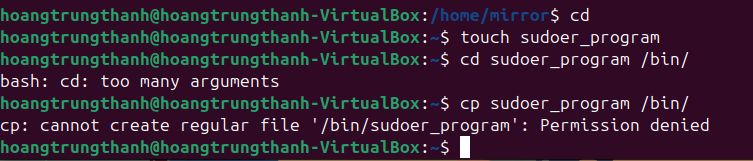 hoangtrungthanh@hoangtrungthanh-VirtualBox:/home/mirror$ cd
hoangtrungthanh@hoangtrungthanh-VirtualBox:~$ touch sudoer_program
hoangtrungthanh@hoangtrungthanh-VirtualBox:~$ cd sudoer_program /bin/
bash: cd: too many arguments
hoangtrungthanh@hoangtrungthanh-VirtualBox:~$ cp sudoer_program /bin/
cp: cannot create regular file '/bin/sudoer_program': Permission denied
hoangtrungthanh@hoangtrungthanh-VirtualBox:~$